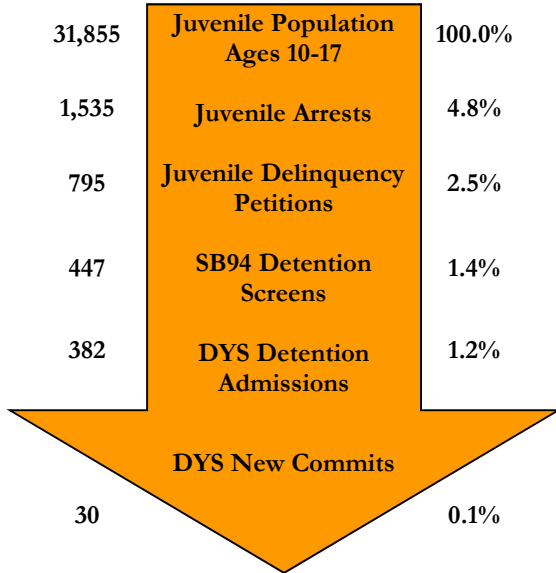 31,855 Juvenile Population Ages 10-17 100.0%
1,535 Juvenile Arrests 4.8%
795 Juvenile Delinquency Petitions 2.5%
447 SB94 Detention Screens 1.4%
382 DYS Detention Admissions 1.2%
DYS New Commits
30 0.1%